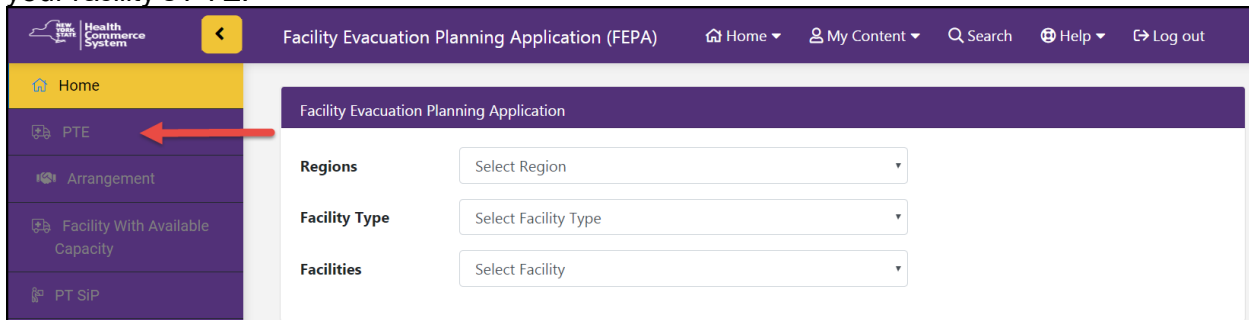 your facility's PTE.
NEW YORK STATE Health Commerce System
Facility Evacuation Planning Application (FEPA) Home My Content Search Help Log out
Home
PTE
Arrangement
Facility With Available
Capacity
PT SiP
Facility Evacuation Planning Application
Regions Select Region
Facility Type Select Facility Type
Facilities Select Facility